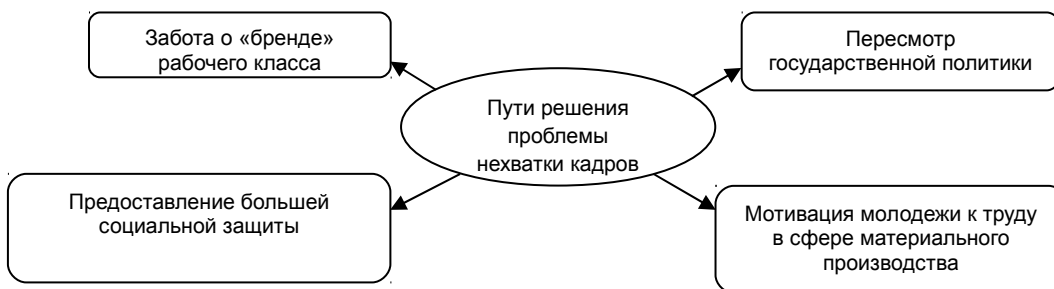 Забота о «бренде»
рабочего класса
Пересмотр
государственной политики
Пути решения
проблемы
нехватки кадров
Предоставление большей
социальной защиты
Мотивация молодежи к труду
в сфере материального
производства